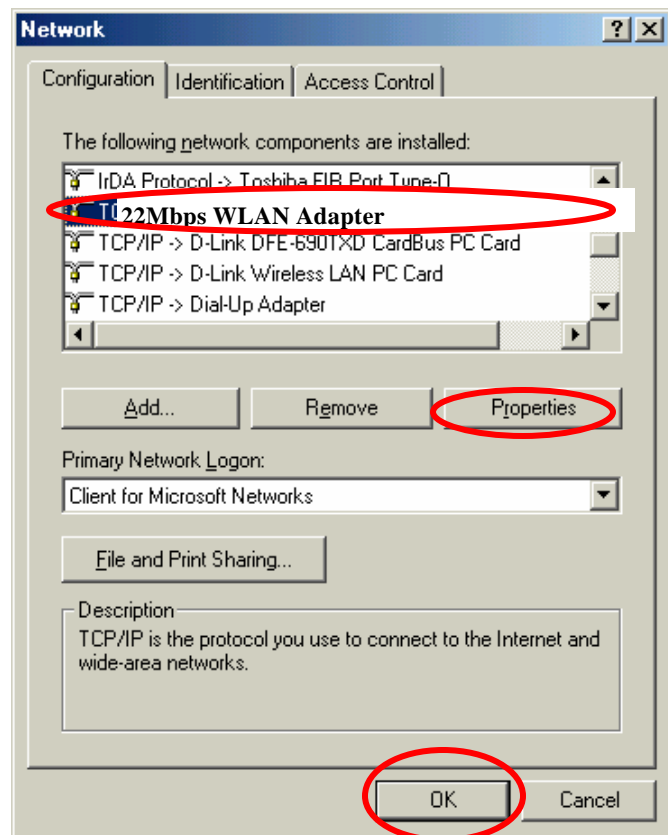 Network
Configuration Identification Access Control
The following network components are installed:
IrDA Protocol -> Toshiba FIR Port Type-O
22Mbps WLAN Adapter
TCP/IP -> D-Link DFE-690TXD CardBus PC Card
TCP/IP -> D-Link Wireless LAN PC Card
TCP/IP -> Dial-Up Adapter
Add... Remove Properties
Primary Network Logon:
Client for Microsoft Networks
File and Print Sharing...
Description
TCP/IP is the protocol you use to connect to the Internet and
wide-area networks.
OK Cancel